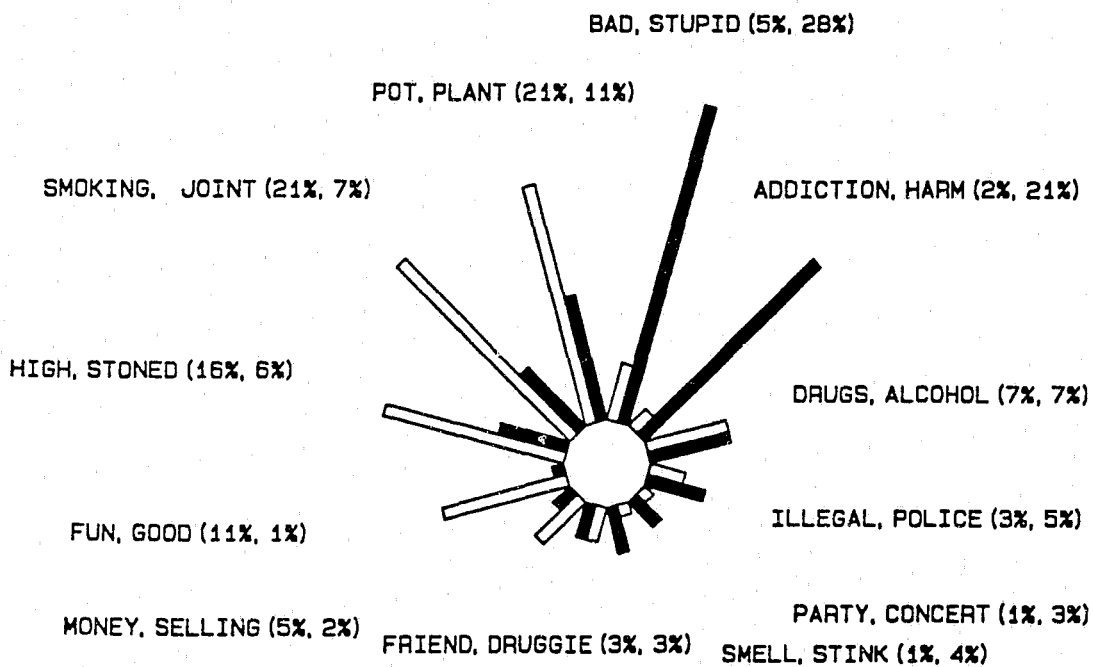 BAD, STUPID (5%, 28%)
POT, PLANT (21%, 11%)
SMOKING, JOINT (21%, 7%)
ADDICTION, HARM (2%, 21%)
HIGH, STONED (16%, 6%)
DRUGS, ALCOHOL (7%, 7%)
FUN, GOOD (11%, 1%)
ILLEGAL, POLICE (3%, 5%)
MONEY, SELLING (5%, 2%)
FRIEND, DRUGGIE (3%, 3%)
PARTY, CONCERT (1%, 3%)
SMELL, STINK (1%, 4%)